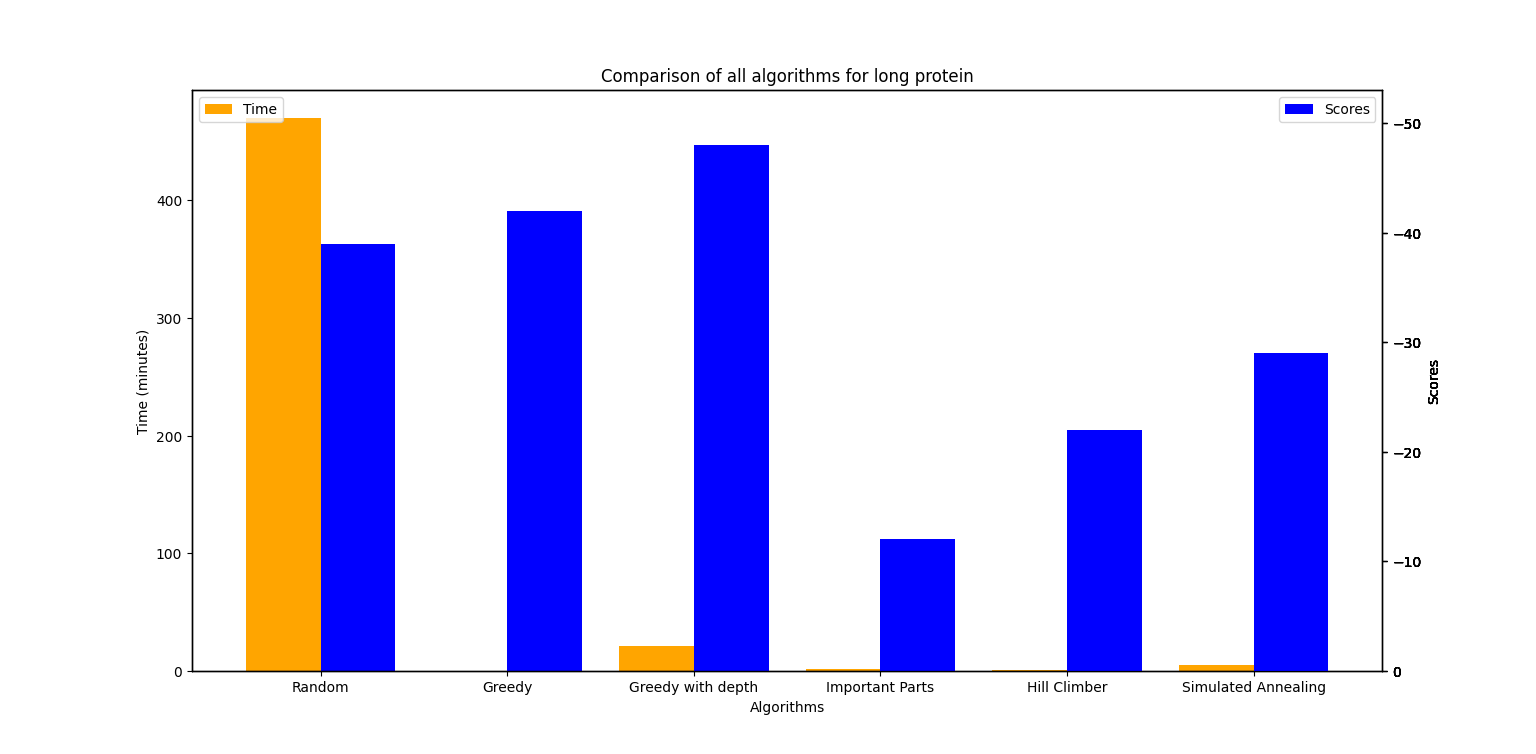 Comparison of all algorithms for long protein
Time
Scores
400
300
200
100
0
Time (minutes)
−50
−40
−30
−20
−10
0
Scores
Random
Greedy
Greedy with depth
Important Parts
Hill Climber
Simulated Annealing
Algorithms